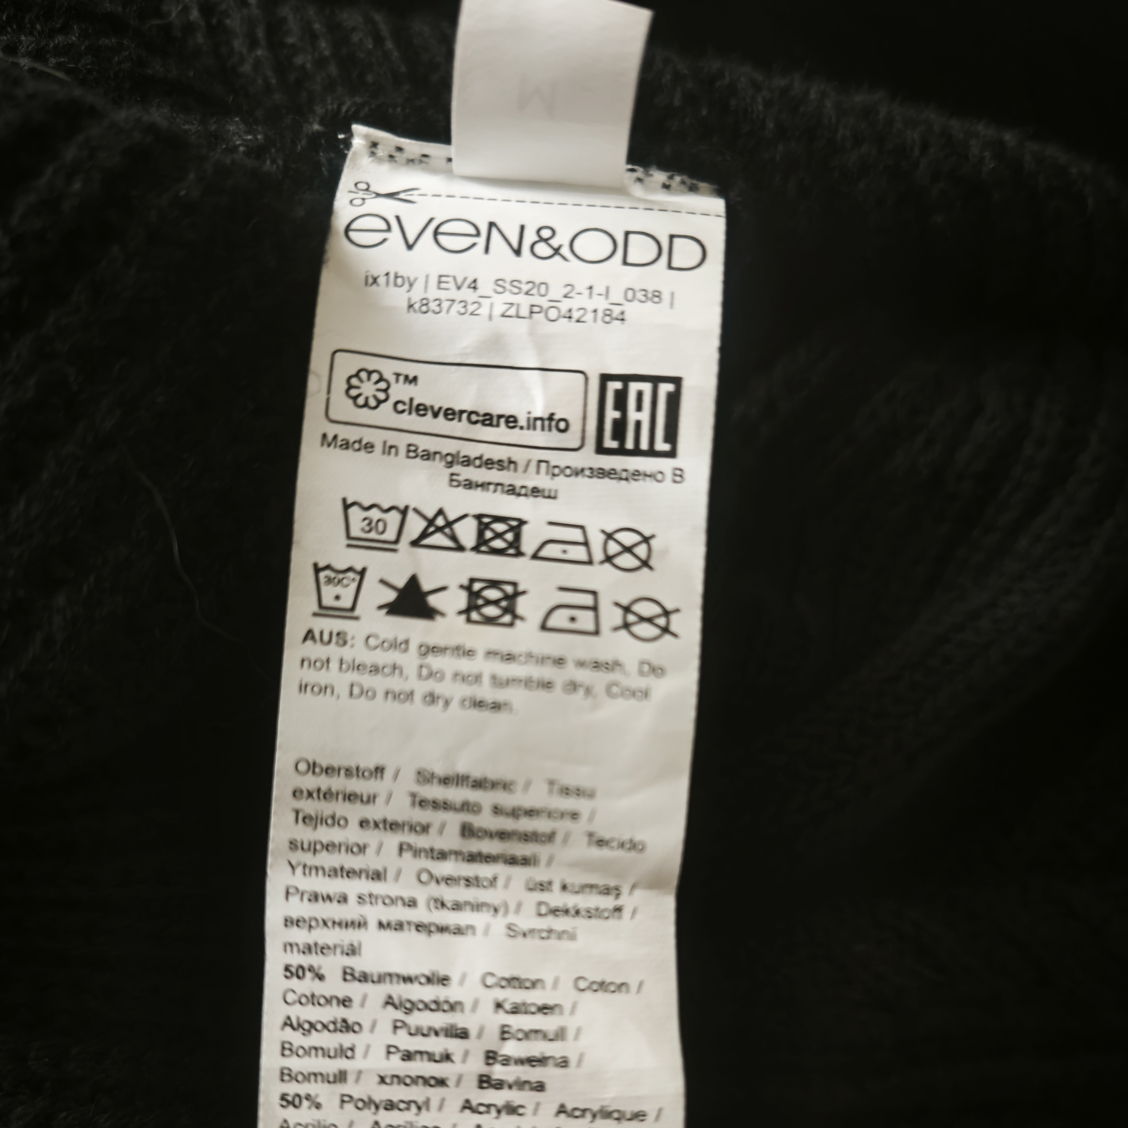 M
EVEN&ODD
ix1by | EV4_SS20_2-1-I_038 |
k83732 | ZLPO42184
TM
clevercare.info
EAC
Made In Bangladesh / Произведено В
Бангладеш
30
30C°
AUS: Cold gentle machine wash, Do
not bleach, Do not tumble dry, Cool
iron, Do not dry clean.
Oberstoff / Shellfabric / Tissu
extérieur / Tessuto superiore /
Tejido exterior / Bovenstof / Tecido
superior / Pintamateriaali /
Ytmaterial / Overstof / üst kumaş /
Prawa strona (tkaniny) / Dekkstoff /
верхний материал / Svrchní
materiál
50% Baumwolle / Cotton / Coton /
Cotone / Algodón / Katoen /
Algodão / Puuvilla / Bomull /
Bomuld / Pamuk / Bawełna /
Bomull / хлопок / Bavlna
50% Polyacryl / Acrylic / Acrylique /